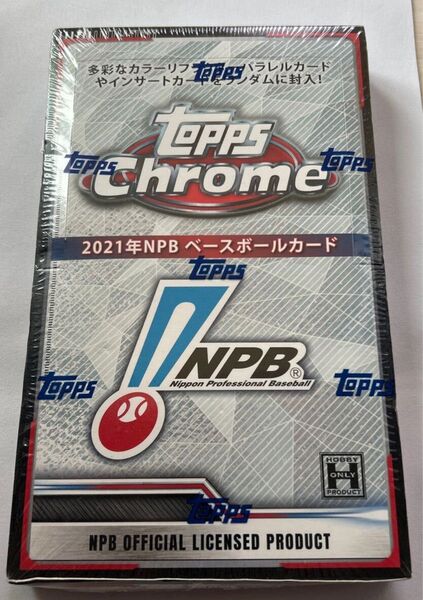 多彩なカラーリフ Topps パラレルカード
やインサートカードをランダムに封入!
Topps
Chrome
Topps Topps
2021年NPB ベースボールカード
Topps
NPB®
Nippon Professional Baseball
Topps Topps
HOBBY
H ONLY
PRODUCT
Topps
NPB OFFICIAL LICENSED PRODUCT